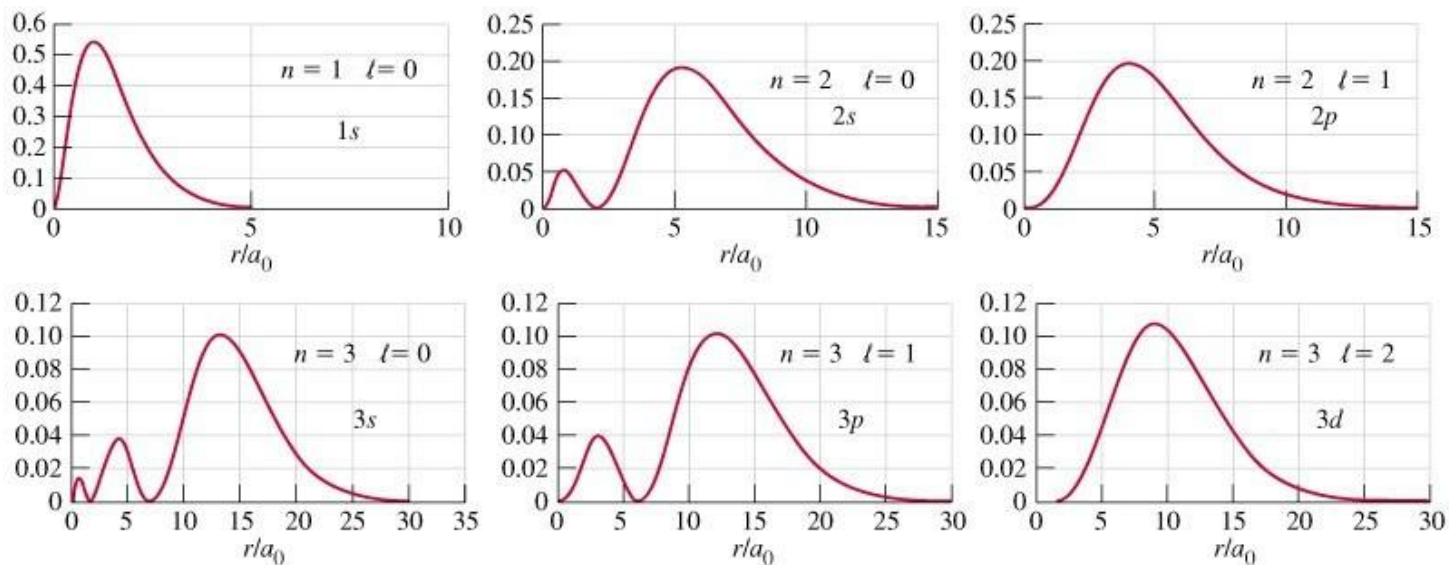 0.6
0.5
0.4
0.3
0.2
0.1
0
n = 1 ℓ= 0
1s
0 5 10
r/a₀
0.25
0.20
0.15
0.10
0.05
0
n = 2 ℓ= 0
2s
0 5 10 15
r/a₀
0.25
0.20
0.15
0.10
0.05
0
n = 2 ℓ= 1
2p
0 5 10 15
r/a₀
0.12
0.10
0.08
0.06
0.04
0.02
0
n = 3 ℓ= 0
3s
0 5 10 15 20 25 30 35
r/a₀
0.12
0.10
0.08
0.06
0.04
0.02
0
n = 3 ℓ= 1
3p
0 5 10 15 20 25 30
r/a₀
0.12
0.10
0.08
0.06
0.04
0.02
0
n = 3 ℓ= 2
3d
0 5 10 15 20 25 30
r/a₀